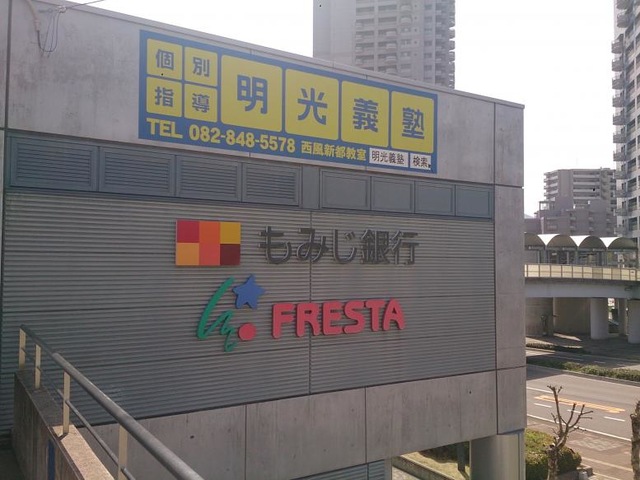 個別
指導
明光義塾
TEL 082-848-5578 西風新都教室 明光義塾 検索
もみじ銀行
FRESTA